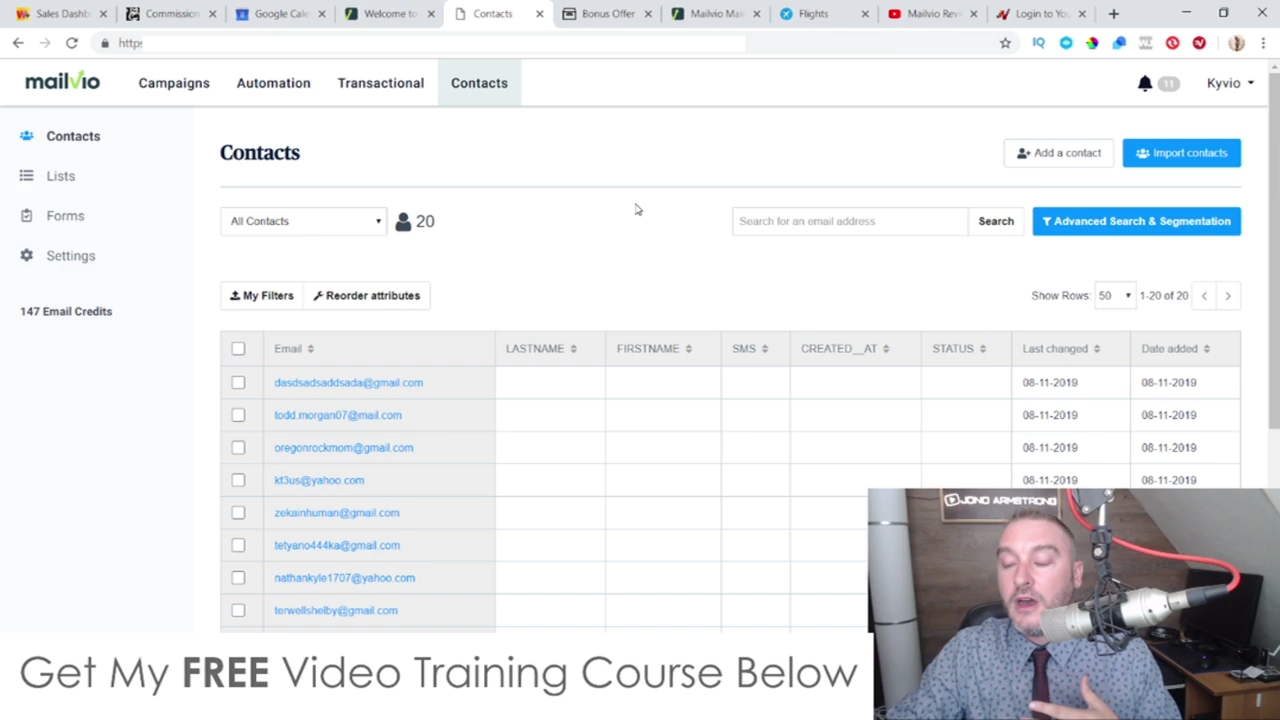 Sales Dashb
Commission
Google Cale
Welcome to
Contacts
Bonus Offer
Mailvio Mai
Flights
Mailvio Rev
Login to You
https
mailvio
Campaigns
Automation
Transactional
Contacts
11
Kyvio
Contacts
Lists
Forms
Settings
147 Email Credits
Contacts
Add a contact
Import contacts
All Contacts
20
Search for an email address
Search
Advanced Search & Segmentation
My Filters
Reorder attributes
Show Rows:
50
1-20 of 20
Email LASTNAME FIRSTNAME SMS CREATED__AT STATUS Last changed Date added
dasdsadsaddsada@gmail.com 08-11-2019 08-11-2019
todd.morgan07@mail.com 08-11-2019 08-11-2019
oregonrockmom@gmail.com 08-11-2019 08-11-2019
kt3us@yahoo.com 08-11-2019 08-11-2019
zekainhuman@gmail.com
tetyano444ka@gmail.com
nathankyle1707@yahoo.com
terwellshelby@gmail.com
JONO ARMSTRONG
Get My FREE Video Training Course Below